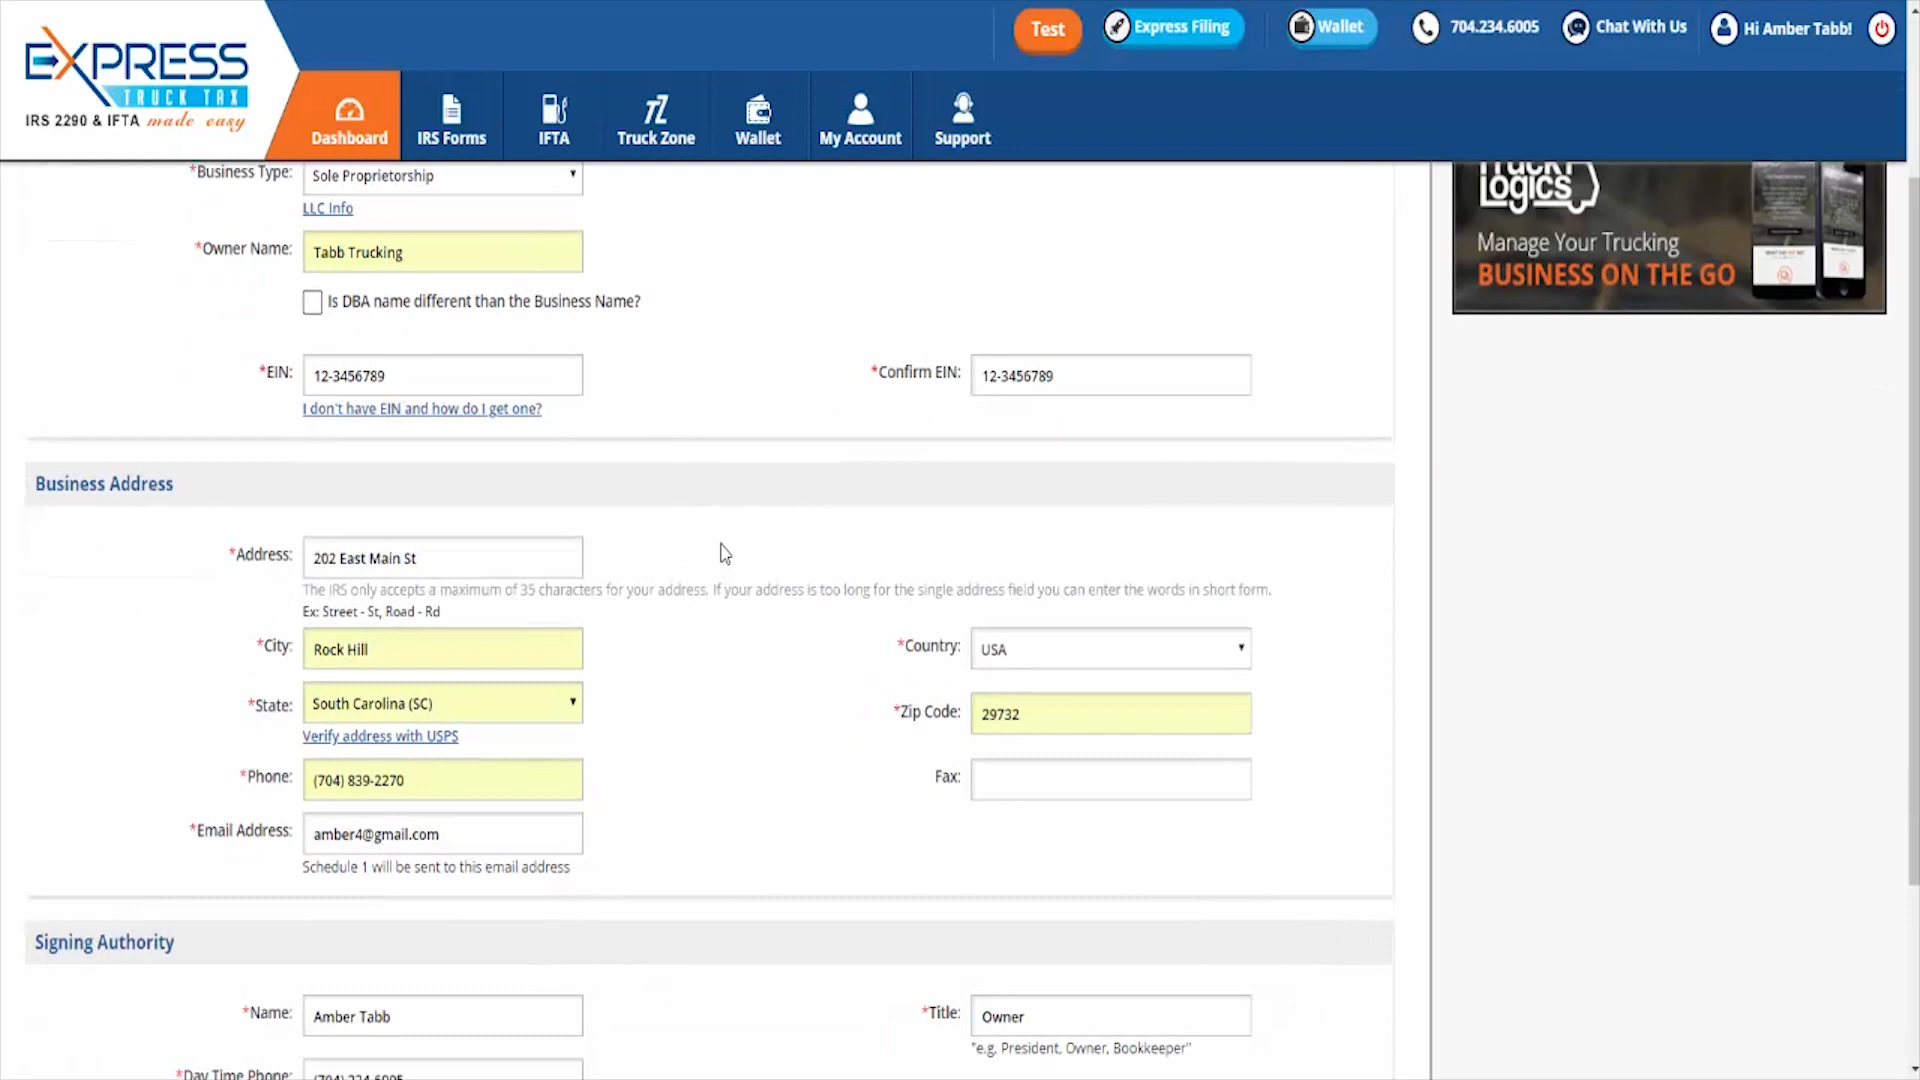 EXPRESS
TRUCK TAX
IRS 2290 & IFTA made easy
Test
Express Filing
Wallet
704.234.6005
Chat With Us
Hi Amber Tabb!
Dashboard
IRS Forms
IFTA
TZ
Truck Zone
Wallet
My Account
Support
*Business Type:
Sole Proprietorship
LLC Info
*Owner Name:
Tabb Trucking
Is DBA name different than the Business Name?
*EIN:
12-3456789
*Confirm EIN:
12-3456789
I don't have EIN and how do I get one?
Business Address
*Address:
202 East Main St
The IRS only accepts a maximum of 35 characters for your address. If your address is too long for the single address field you can enter the words in short form.
Ex: Street - St, Road - Rd
*City:
Rock Hill
*Country:
USA
*State:
South Carolina (SC)
*Zip Code:
29732
Verify address with USPS
*Phone:
(704) 839-2270
Fax:
*Email Address:
amber4@gmail.com
Schedule 1 will be sent to this email address
Signing Authority
*Name:
Amber Tabb
*Title:
Owner
"e.g, President, Owner, Bookkeeper"
*Day Time Phone:
(704) 234-6005
Truck
Logics
Manage Your Trucking
BUSINESS ON THE GO